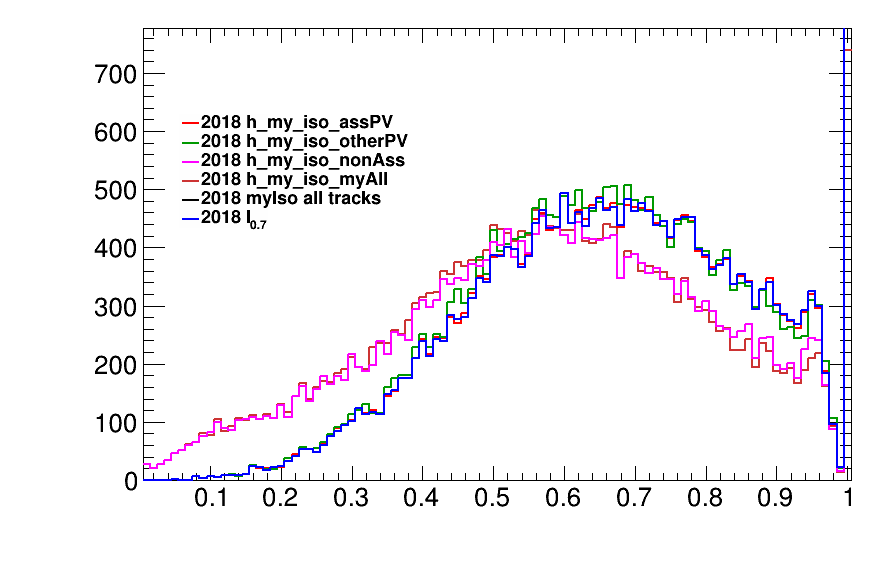 700
600
500
400
300
200
100
0
2018 h_my_iso_assPV
2018 h_my_iso_otherPV
2018 h_my_iso_nonAss
2018 h_my_iso_myAll
2018 myIso all tracks
2018 I0.7
0.1 0.2 0.3 0.4 0.5 0.6 0.7 0.8 0.9 1